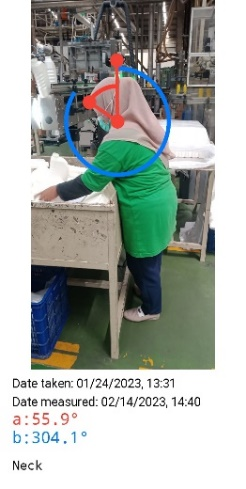 Date taken: 01/24/2023, 13:31
Date measured: 02/14/2023, 14:40
a:55.9°
b:304.1°
Neck